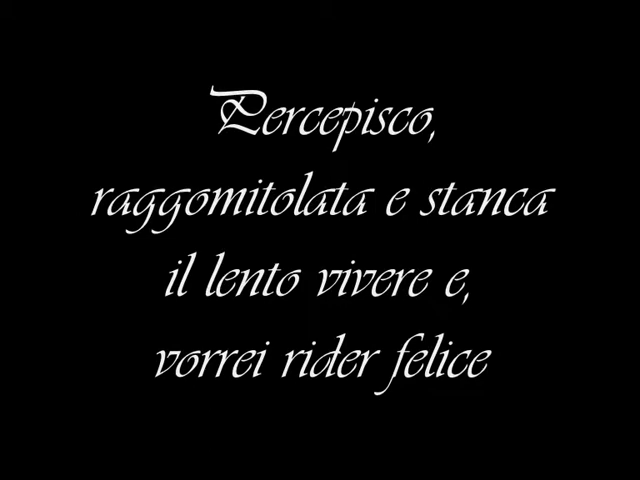 Percepisco,
raggomitolata e stanca
il lento vivere e,
vorrei rider felice